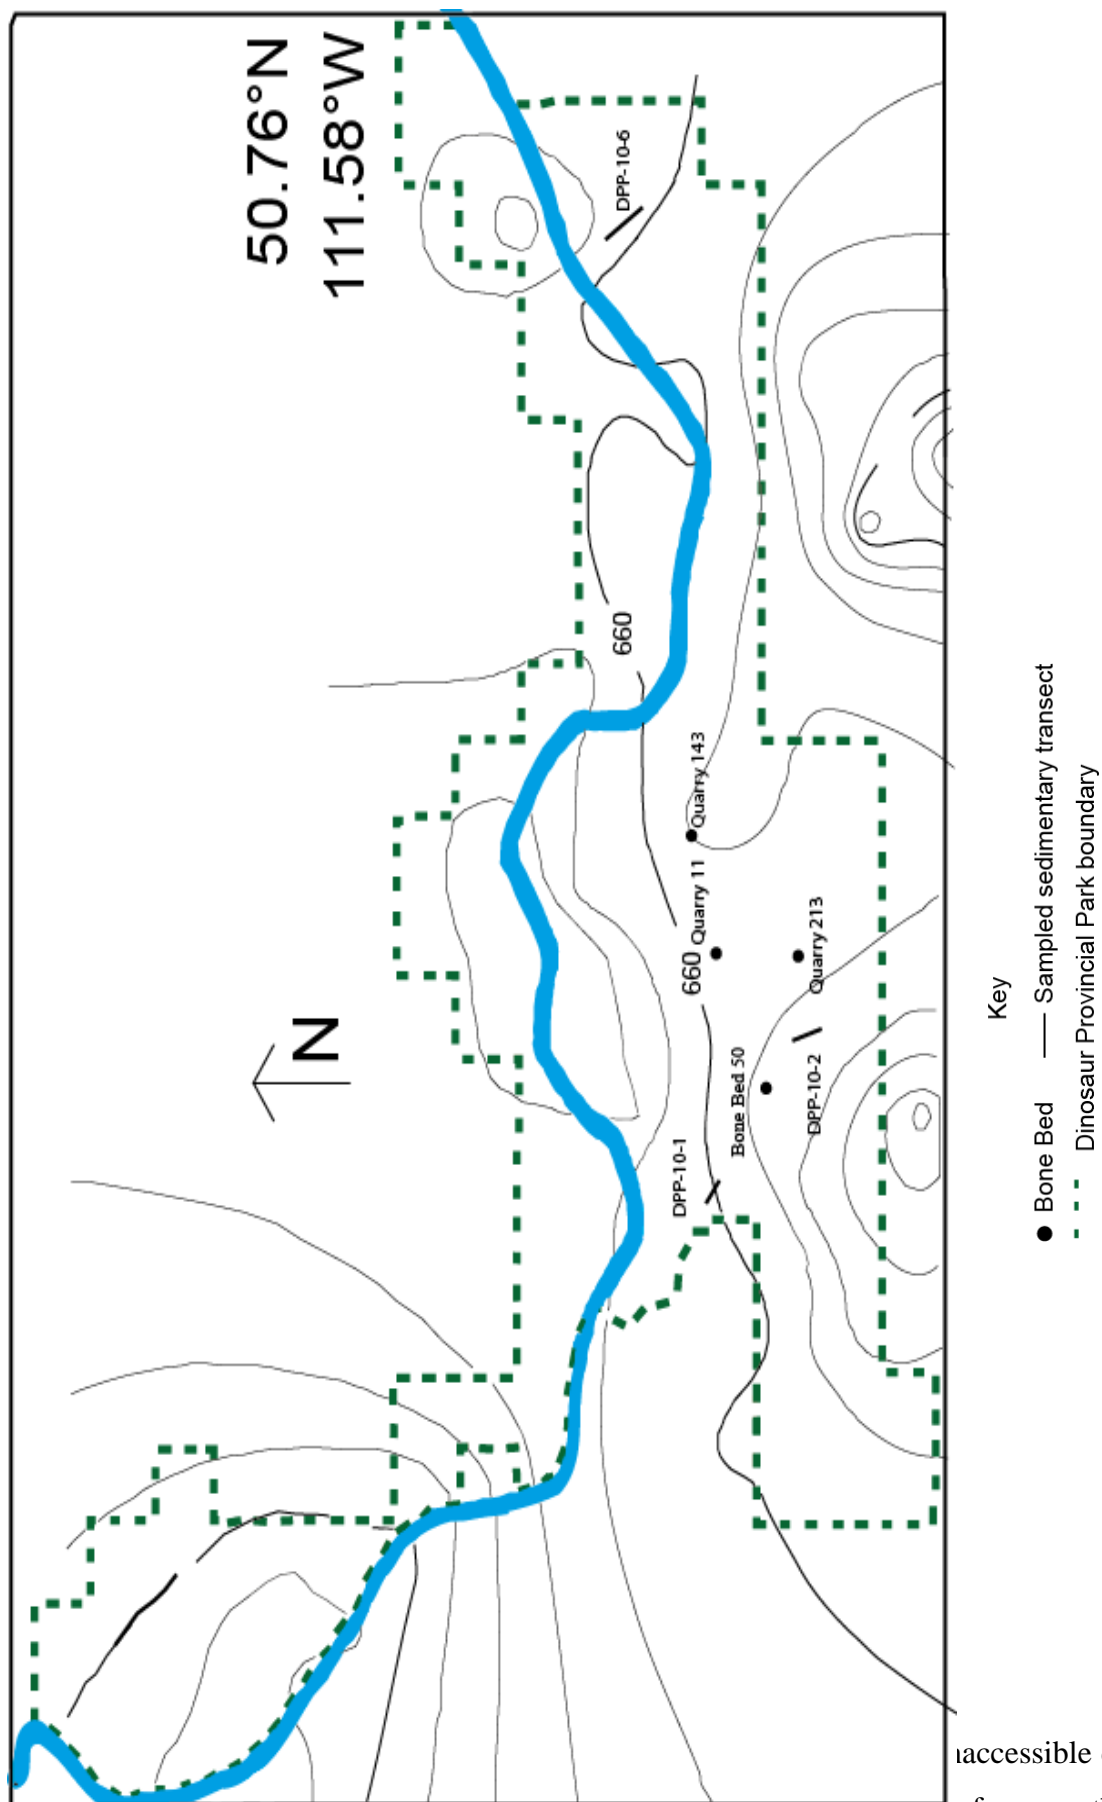 50.76°N
111.58°W
DPP-10-6
660
Quarry 143
Quarry 11
660
Quarry 213
N
Bone Bed 50
DPP-10-2
DPP-10-1
Key
Bone Bed
Sampled sedimentary transect
Dinosaur Provincial Park boundary